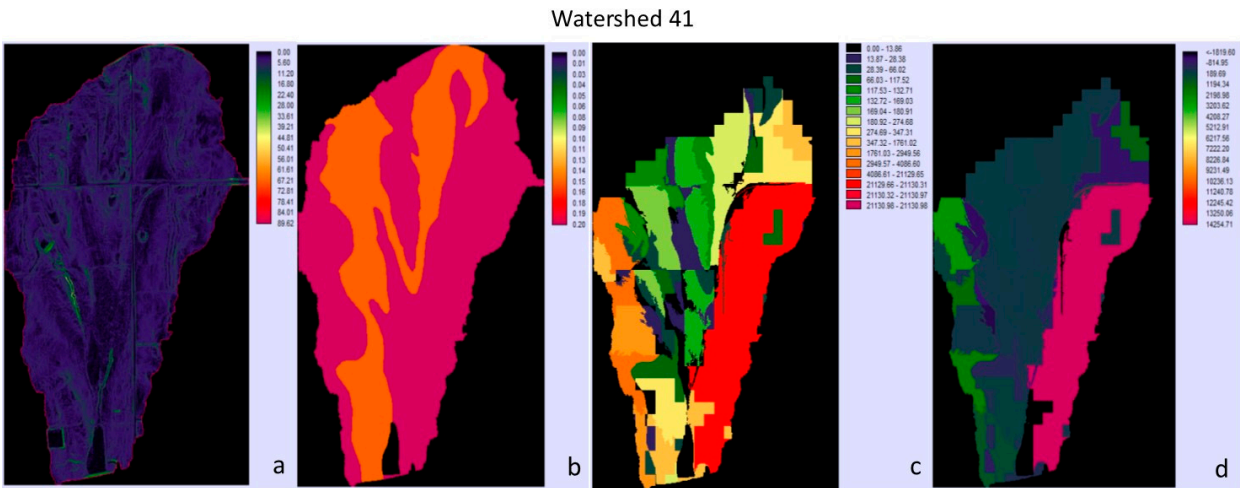 Watershed 41
0.00
5.60
11.20
16.80
22.40
28.00
33.61
39.21
44.81
50.41
56.01
61.61
67.21
72.81
78.41
84.01
89.62
a
0.00
0.01
0.03
0.04
0.05
0.06
0.08
0.09
0.10
0.11
0.13
0.14
0.15
0.16
0.18
0.19
0.20
b
0.00 - 13.86
13.87 - 28.38
28.39 - 66.02
66.03 - 117.52
117.53 - 132.71
132.72 - 169.03
169.04 - 180.91
180.92 - 274.68
274.69 - 347.31
347.32 - 1761.02
1761.03 - 2949.56
2949.57 - 4086.60
4086.61 - 21129.65
21129.66 - 21130.31
21130.32 - 21130.97
21130.98 - 21130.98
c
<-1819.60
-814.95
189.69
1194.34
2198.98
3203.62
4208.27
5212.91
6217.56
7222.20
8226.84
9231.49
10236.13
11240.78
12245.42
13250.06
14254.71
d